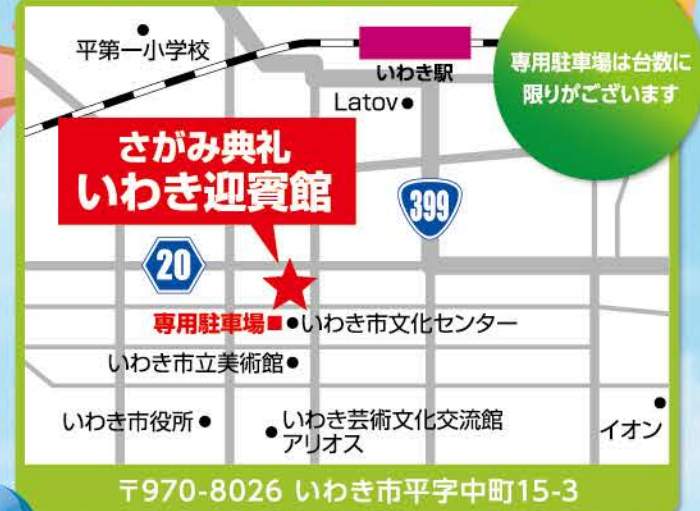 平第一小学校
いわき駅
専用駐車場は台数に
限りがございます
Latov
さがみ典礼
いわき迎賓館
399
20
専用駐車場
いわき市文化センター
いわき市立美術館
いわき市役所
いわき芸術文化交流館
アリオス
イオン
〒970-8026 いわき市平字中町15-3